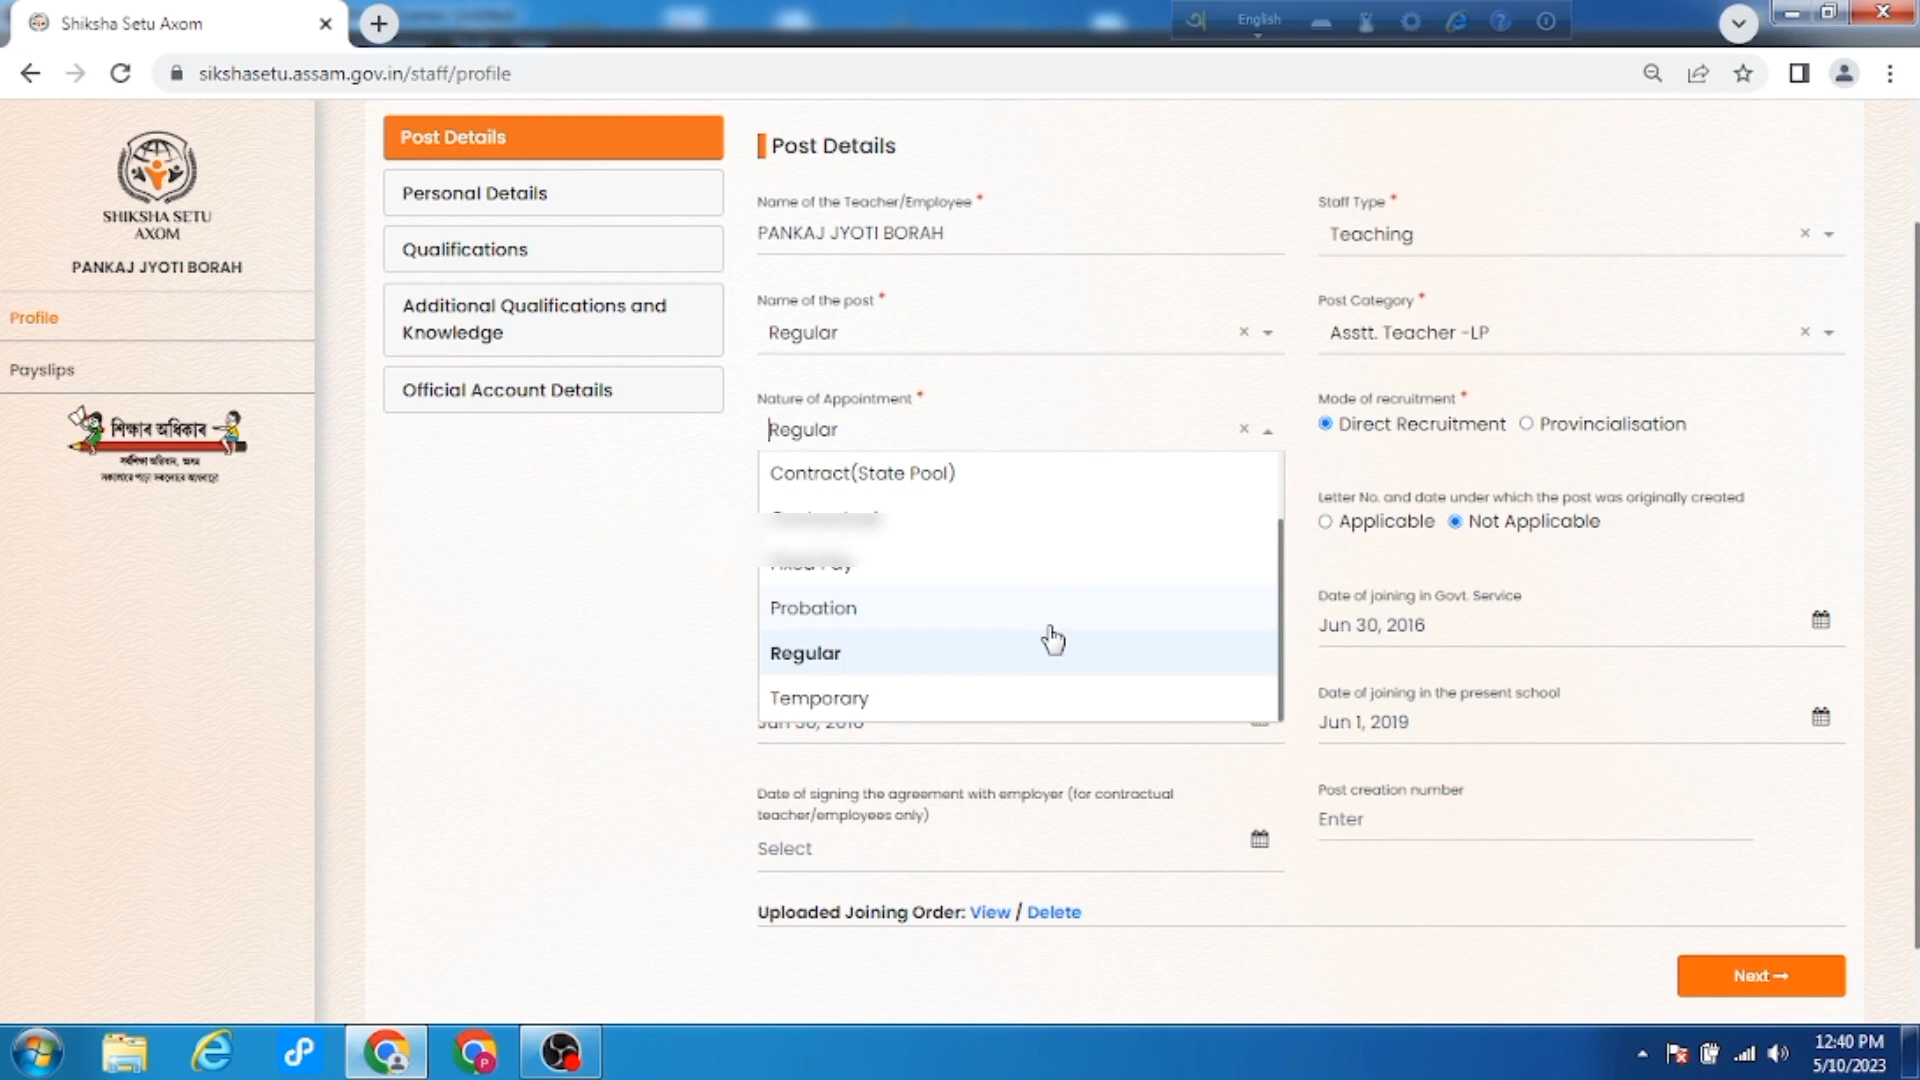 Shiksha Setu Axom
English
sikshasetu.assam.gov.in/staff/profile
SHIKSHA SETU
AXOM
PANKAJ JYOTI BORAH
Profile
Payslips
শিক্ষাৰ অধিকাৰ
Post Details
Personal Details
Qualifications
Additional Qualifications and
Knowledge
Official Account Details
Post Details
Name of the Teacher/Employee *
PANKAJ JYOTI BORAH
Staff Type *
Teaching
Name of the post *
Regular
Post Category *
Asstt. Teacher -LP
Nature of Appointment *
Regular
Mode of recruitment *
Direct Recruitment
Provincialisation
Contract(State Pool)
Probation
Regular
Temporary
Letter No. and date under which the post was originally created
Applicable
Not Applicable
Date of joining in Govt. Service
Jun 30, 2016
Date of joining in the present school
Jun 1, 2019
Date of signing the agreement with employer (for contractual
teacher/employees only)
Select
Post creation number
Enter
Uploaded Joining Order: View / Delete
Next →
12:40 PM
5/10/2023